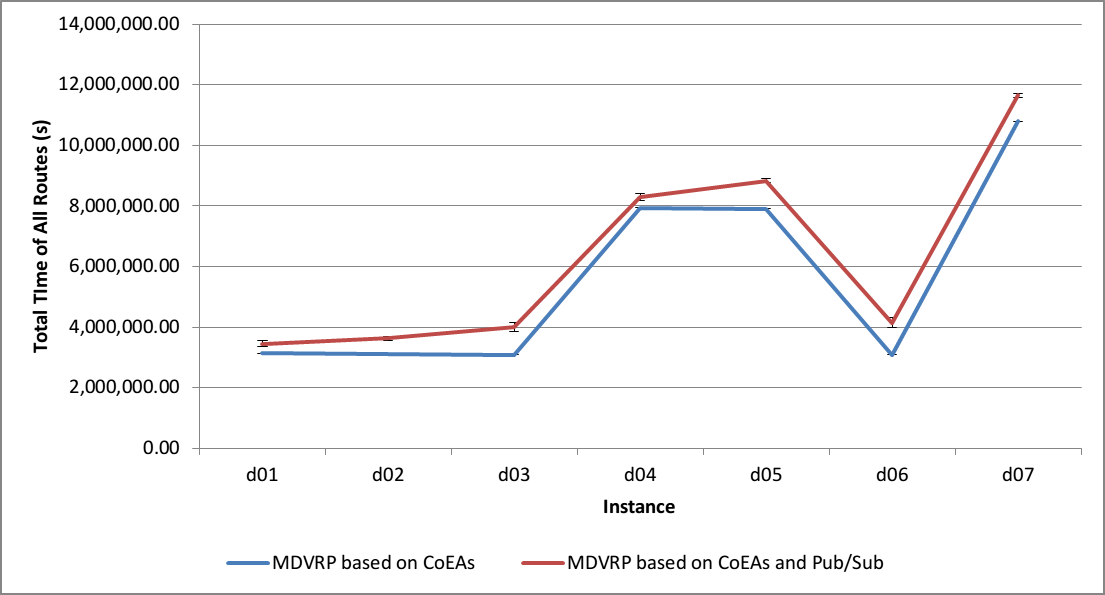 14,000,000.00
12,000,000.00
10,000,000.00
8,000,000.00
6,000,000.00
4,000,000.00
2,000,000.00
0.00
Total TIme of All Routes (s)
d01 d02 d03 d04 d05 d06 d07
Instance
MDVRP based on CoEAs MDVRP based on CoEAs and Pub/Sub